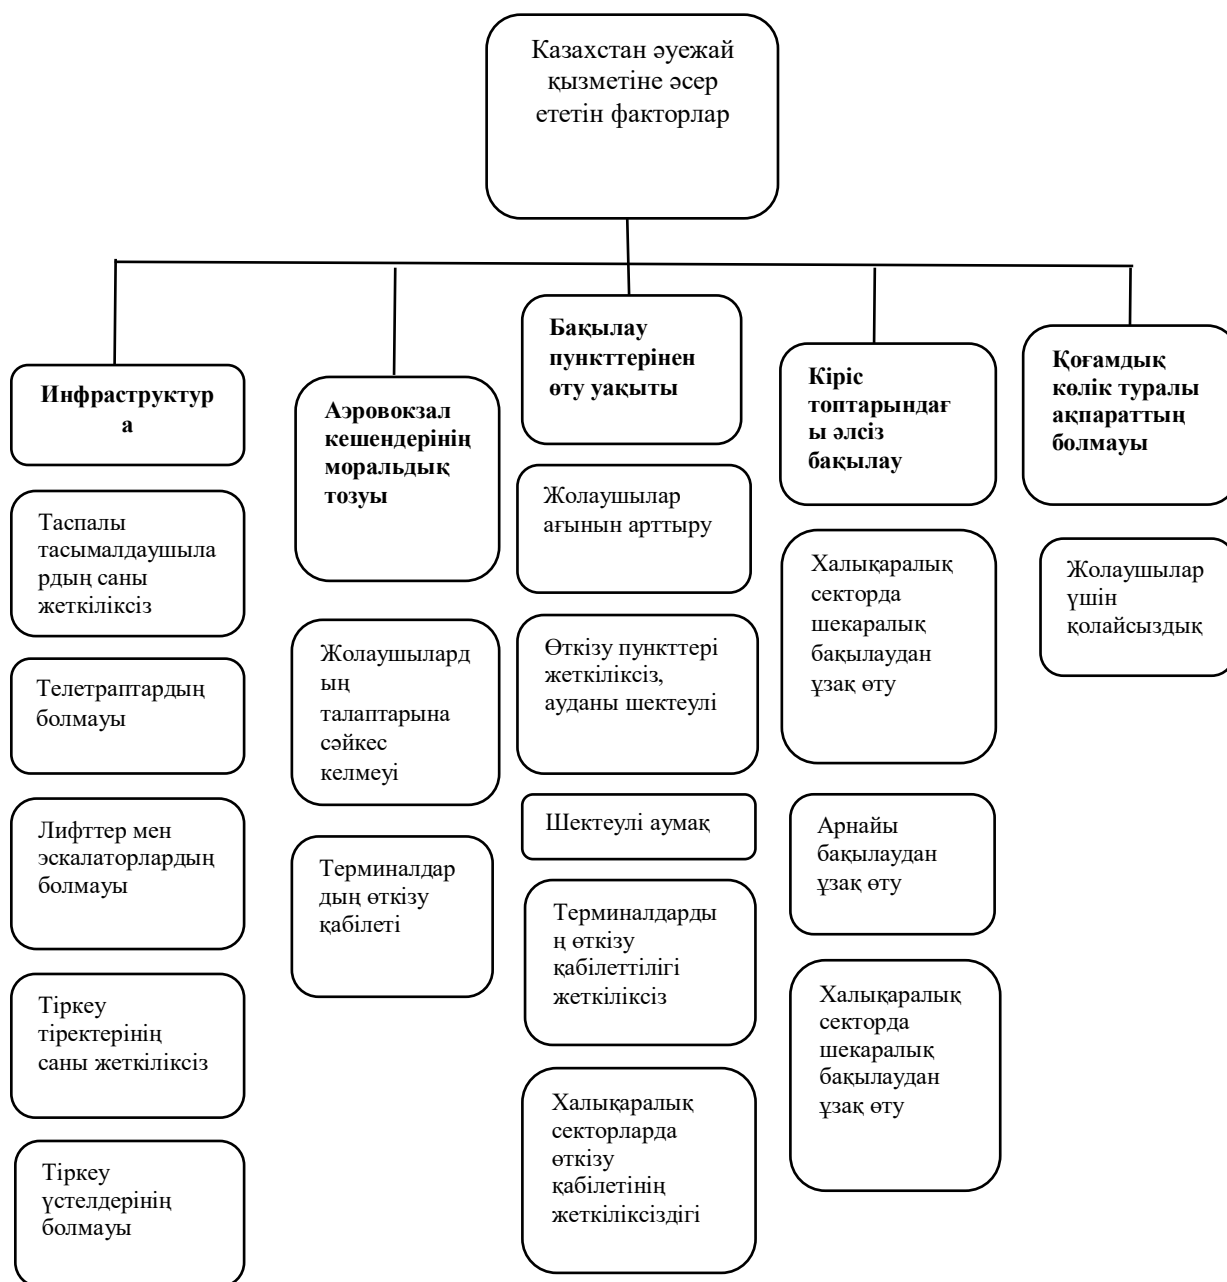 Казахстан әуежай
қызметіне әсер
ететін факторлар
Инфраструктур
а
Таспалы
тасымалдаушыла
рдың саны
жеткіліксіз
Телетраптардың
болмауы
Лифттер мен
эскалаторлардың
болмауы
Тіркеу
тіректерінің
саны жеткіліксіз
Тіркеу
үстелдерінің
болмауы
Аэровокзал
кешендерінің
моральдық
тозуы
Жолаушылард
ың
талаптарына
сәйкес
келмеуі
Терминалдар
дың өткізу
қабілеті
Бақылау
пункттерінен
өту уақыты
Жолаушылар
ағынын арттыру
Өткізу пункттері
жеткіліксіз,
ауданы шектеулі
Шектеулі аумақ
Терминалдарды
ң өткізу
қабілеттілігі
жеткіліксіз
Халықаралық
секторларда
өткізу
қабілетінің
жеткіліксіздігі
Кіріс
топтарындағ
ы әлсіз
бақылау
Халықаралық
секторда
шекаралық
бақылаудан
ұзақ өту
Арнайы
бақылаудан
ұзақ өту
Халықаралық
секторда
шекаралық
бақылаудан
ұзақ өту
Қоғамдық
көлік туралы
ақпараттың
болмауы
Жолаушылар
үшін
қолайсыздық